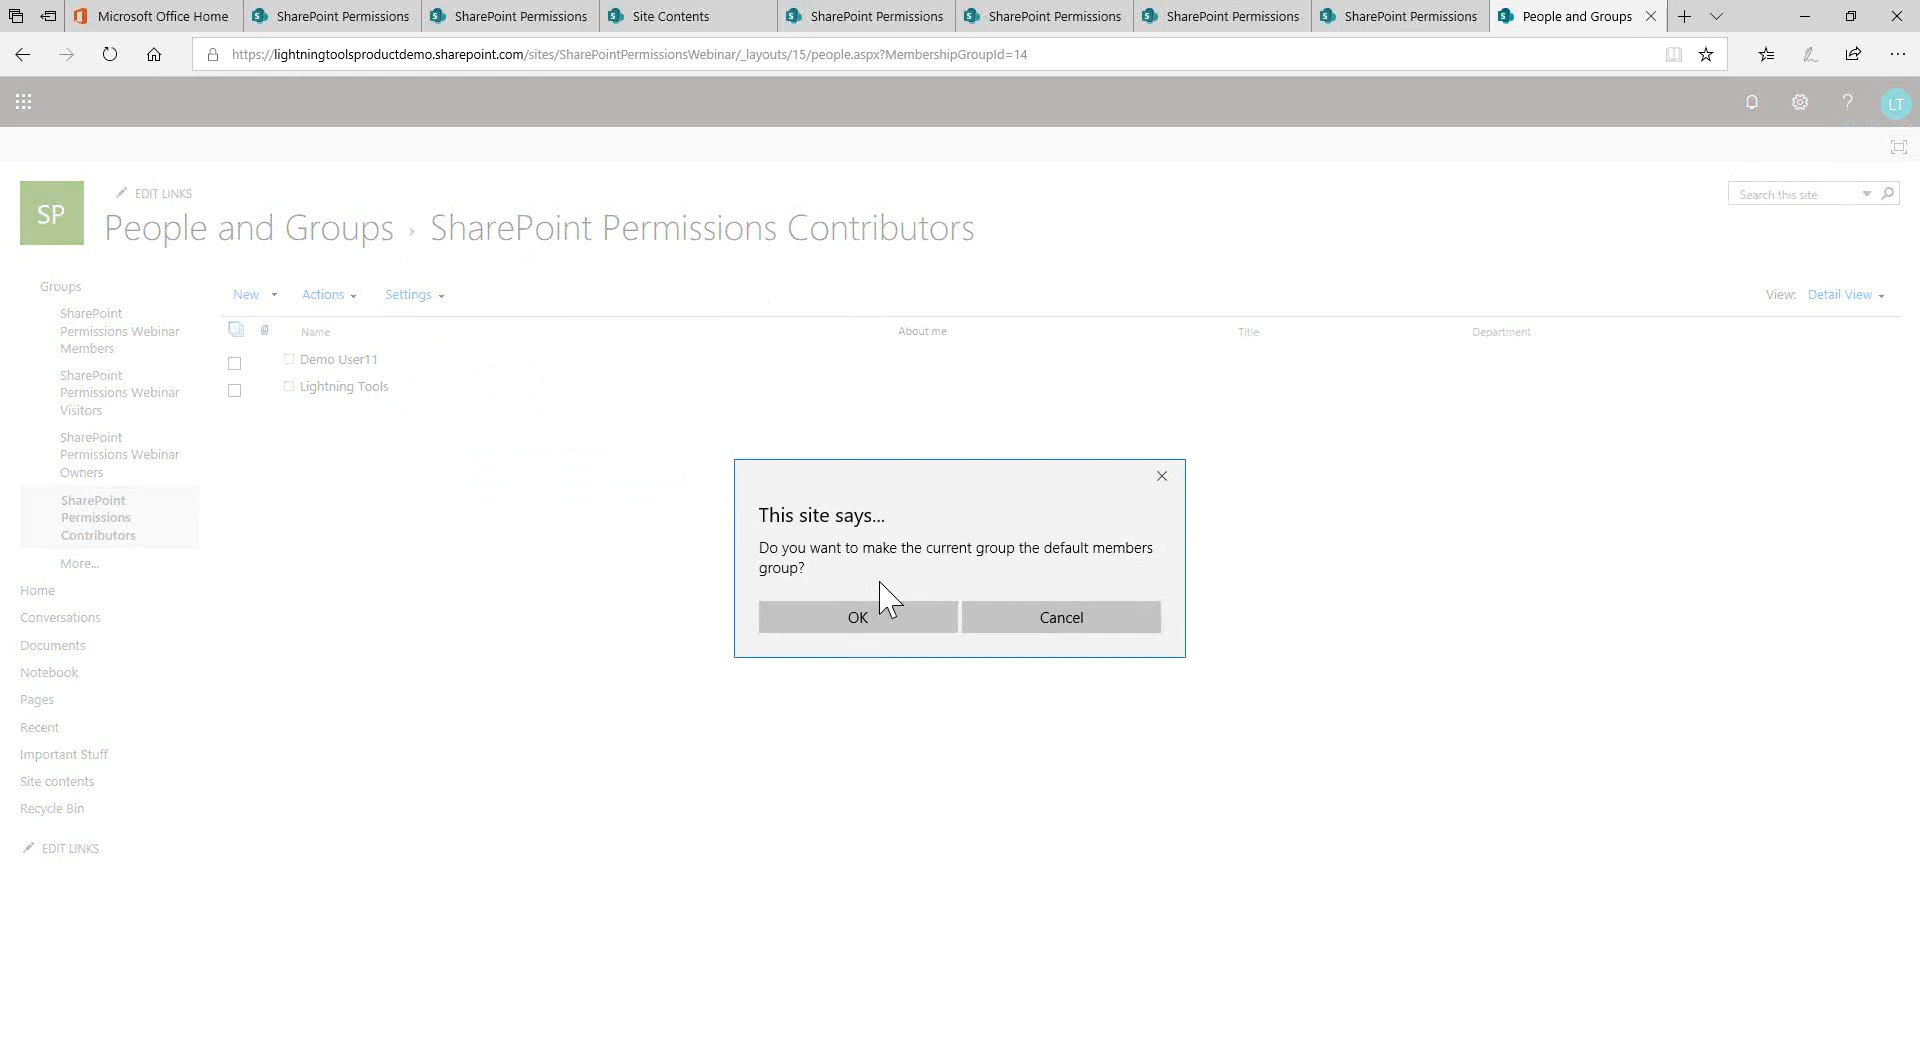 Microsoft Office Home
SharePoint Permissions
SharePoint Permissions
Site Contents
SharePoint Permissions
SharePoint Permissions
SharePoint Permissions
SharePoint Permissions
People and Groups
https://lightningtoolsproductdemo.sharepoint.com/sites/SharePointPermissionsWebinar/_layouts/15/people.aspx?MembershipGroupId=14
LT
SP
EDIT LINKS
Search this site
People and Groups › SharePoint Permissions Contributors
Groups
SharePoint
Permissions Webinar
Members
SharePoint
Permissions Webinar
Visitors
SharePoint
Permissions Webinar
Owners
SharePoint
Permissions
Contributors
More...
Home
Conversations
Documents
Notebook
Pages
Recent
Important Stuff
Site contents
Recycle Bin
EDIT LINKS
New Actions Settings
View: Detail View
Name About me Title Department
Demo User11
Lightning Tools
This site says...
Do you want to make the current group the default members
group?
OK Cancel